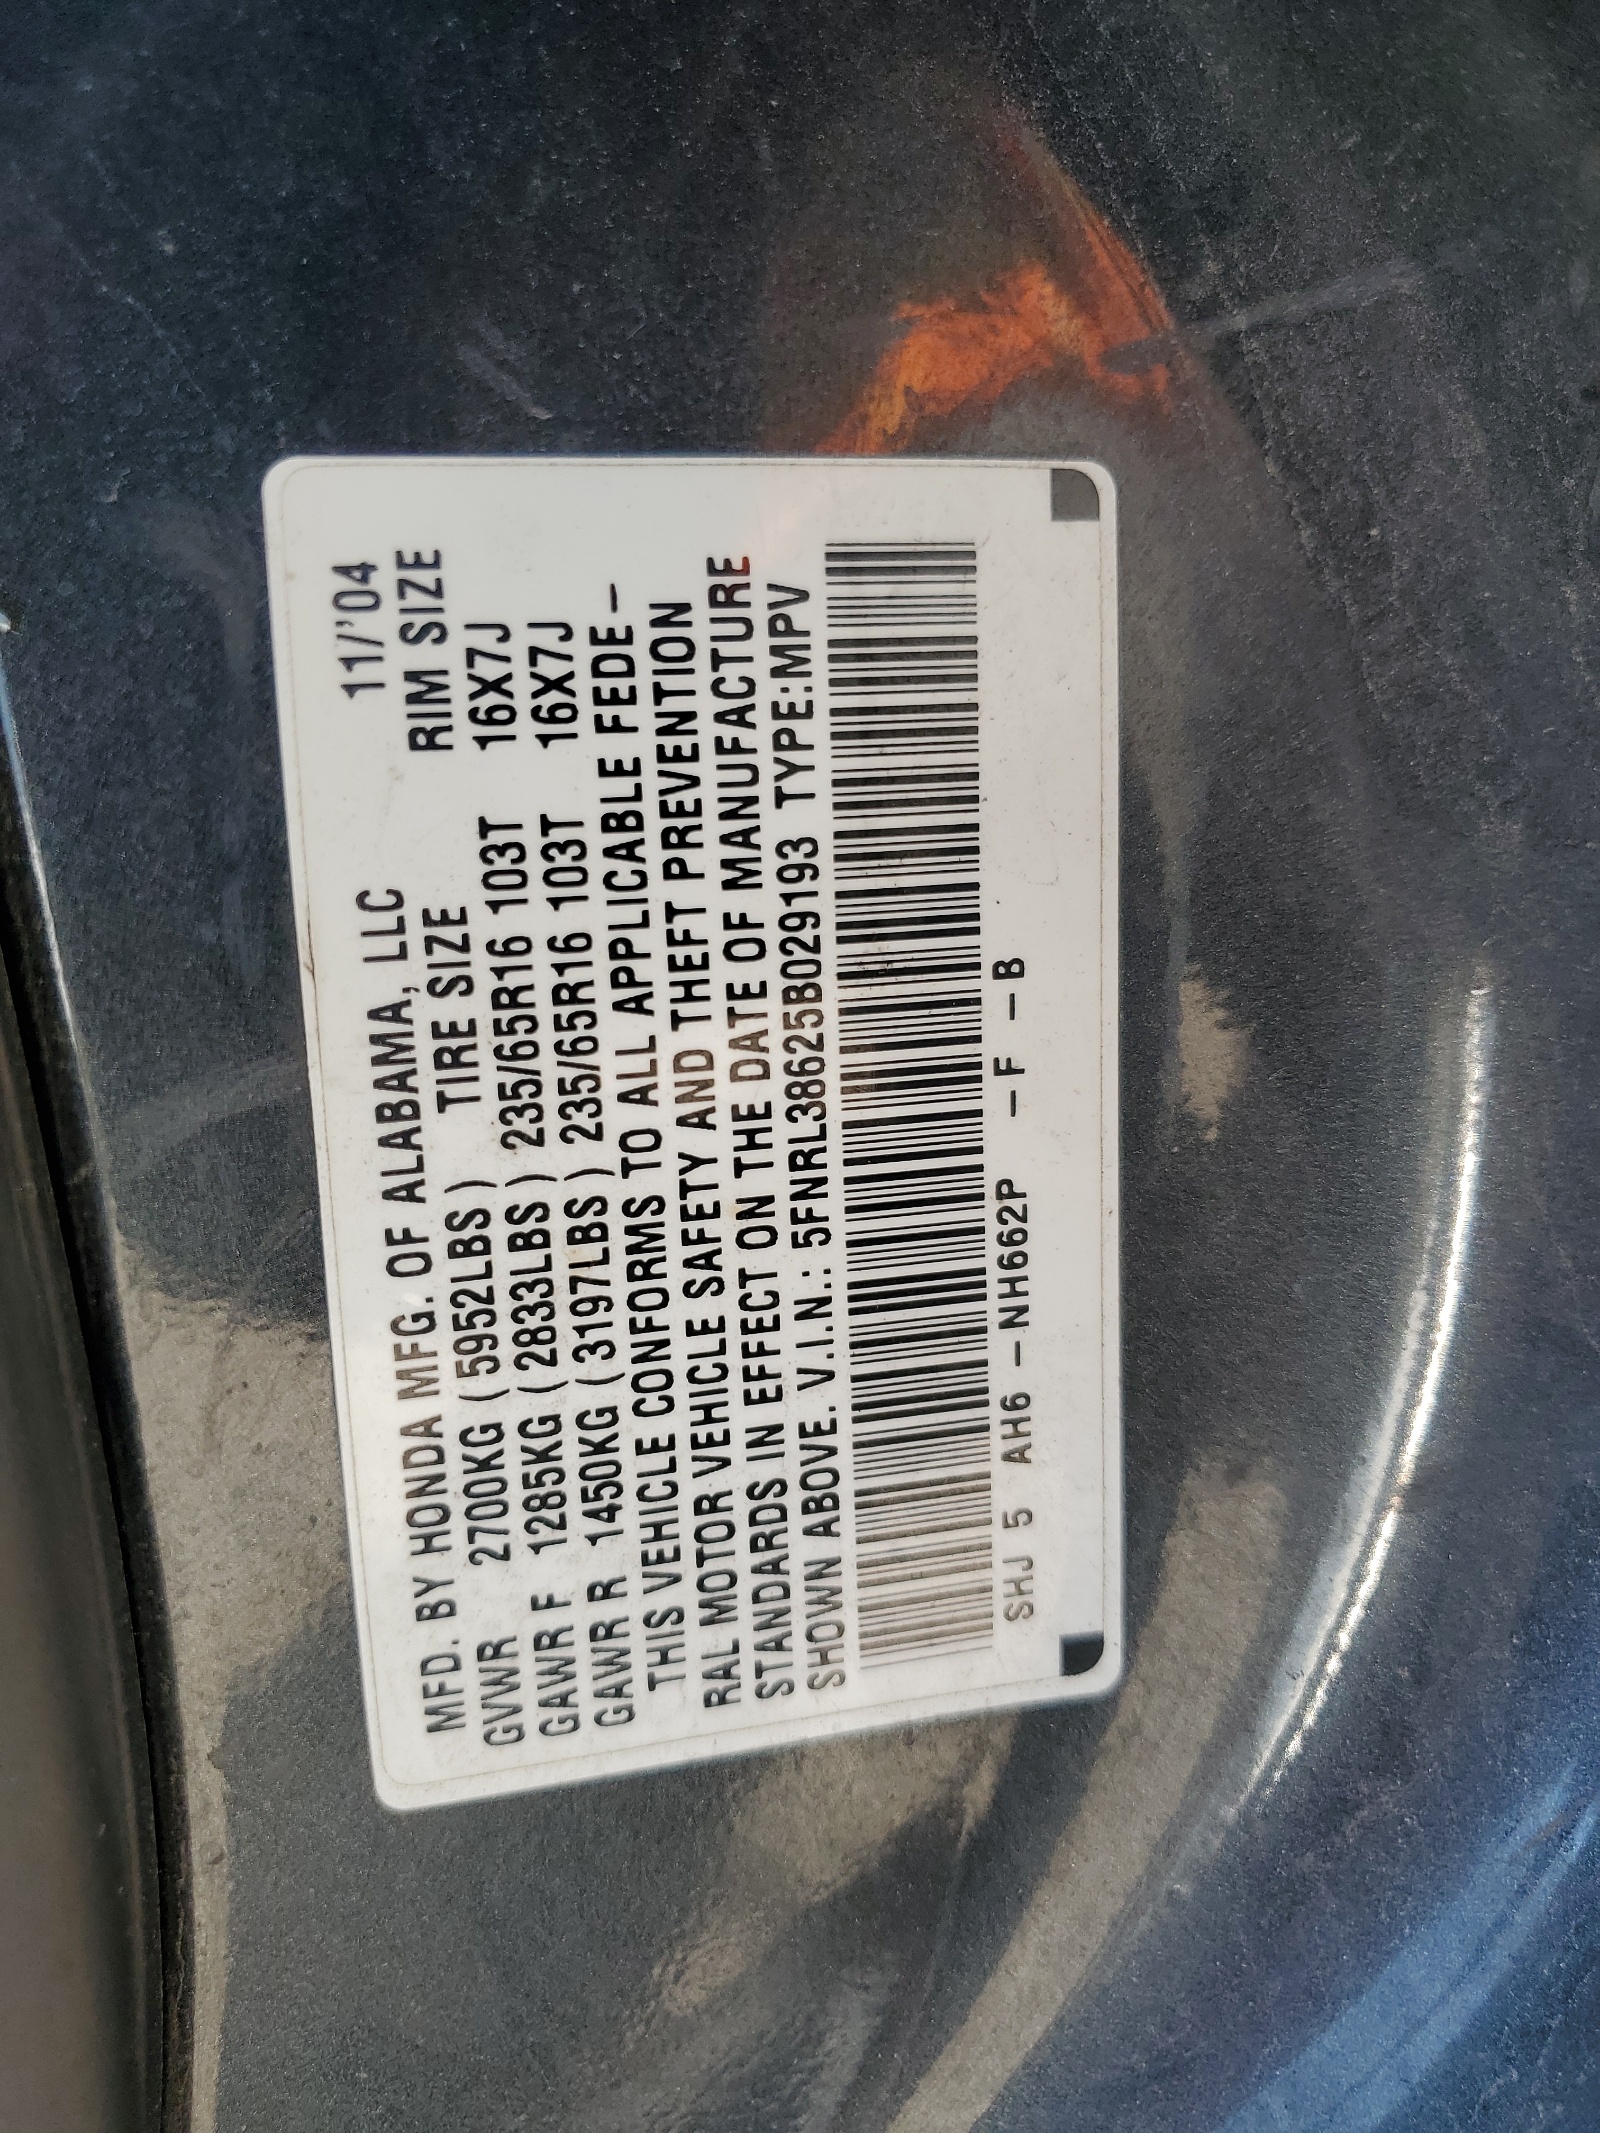 MFD. BY HONDA MFG. OF ALABAMA, LLC 11/'04
TIRE SIZE RIM SIZE
GVWR 2700KG (5952LBS)
GAWR F 1285KG (2833LBS) 235/65R16 103T 16X7J
GAWR R 1450KG (3197LBS) 235/65R16 103T 16X7J
THIS VEHICLE CONFORMS TO ALL APPLICABLE FEDE-
RAL MOTOR VEHICLE SAFETY AND THEFT PREVENTION
STANDARDS IN EFFECT ON THE DATE OF MANUFACTURE
SHOWN ABOVE. V.I.N.: 5FNRL38625B029193 TYPE:MPV
SHJ 5 AH6 -NH662P -F -B